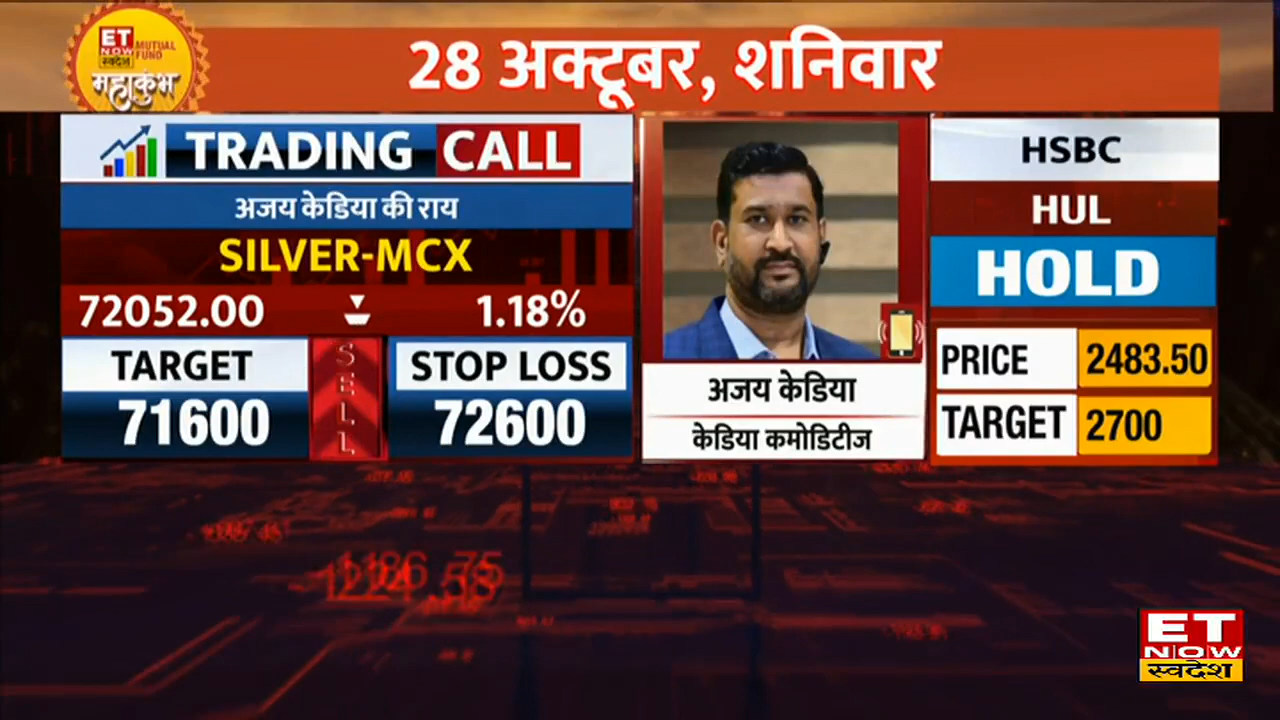 ET
NOW
स्वदेश
MUTUAL
FUND
महाकुंभ
28 अक्टूबर, शनिवार
TRADING CALL
अजय केडिया की राय
SILVER-MCX
72052.00 1.18%
TARGET
71600
SELL
STOP LOSS
72600
अजय केडिया
केडिया कमोडिटीज
HSBC
HUL
HOLD
PRICE 2483.50
TARGET 2700
ET
NOW
स्वदेश